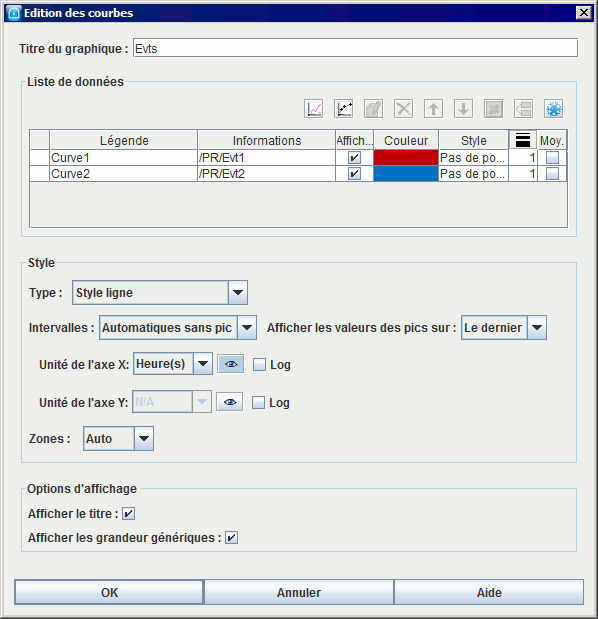 Edition des courbes
Titre du graphique : Evts
Liste de données
Légende Informations Affich... Couleur Style Moy.
Curve1 /PR/Evt1 Pas de po... 1
Curve2 /PR/Evt2 Pas de po... 1
Style
Type : Style ligne
Intervalles : Automatiques sans pic Afficher les valeurs des pics sur : Le dernier
Unité de l'axe X: Heure(s) Log
Unité de l'axe Y: N/A Log
Zones : Auto
Options d'affichage
Afficher le titre :
Afficher les grandeur génériques :
OK Annuler Aide